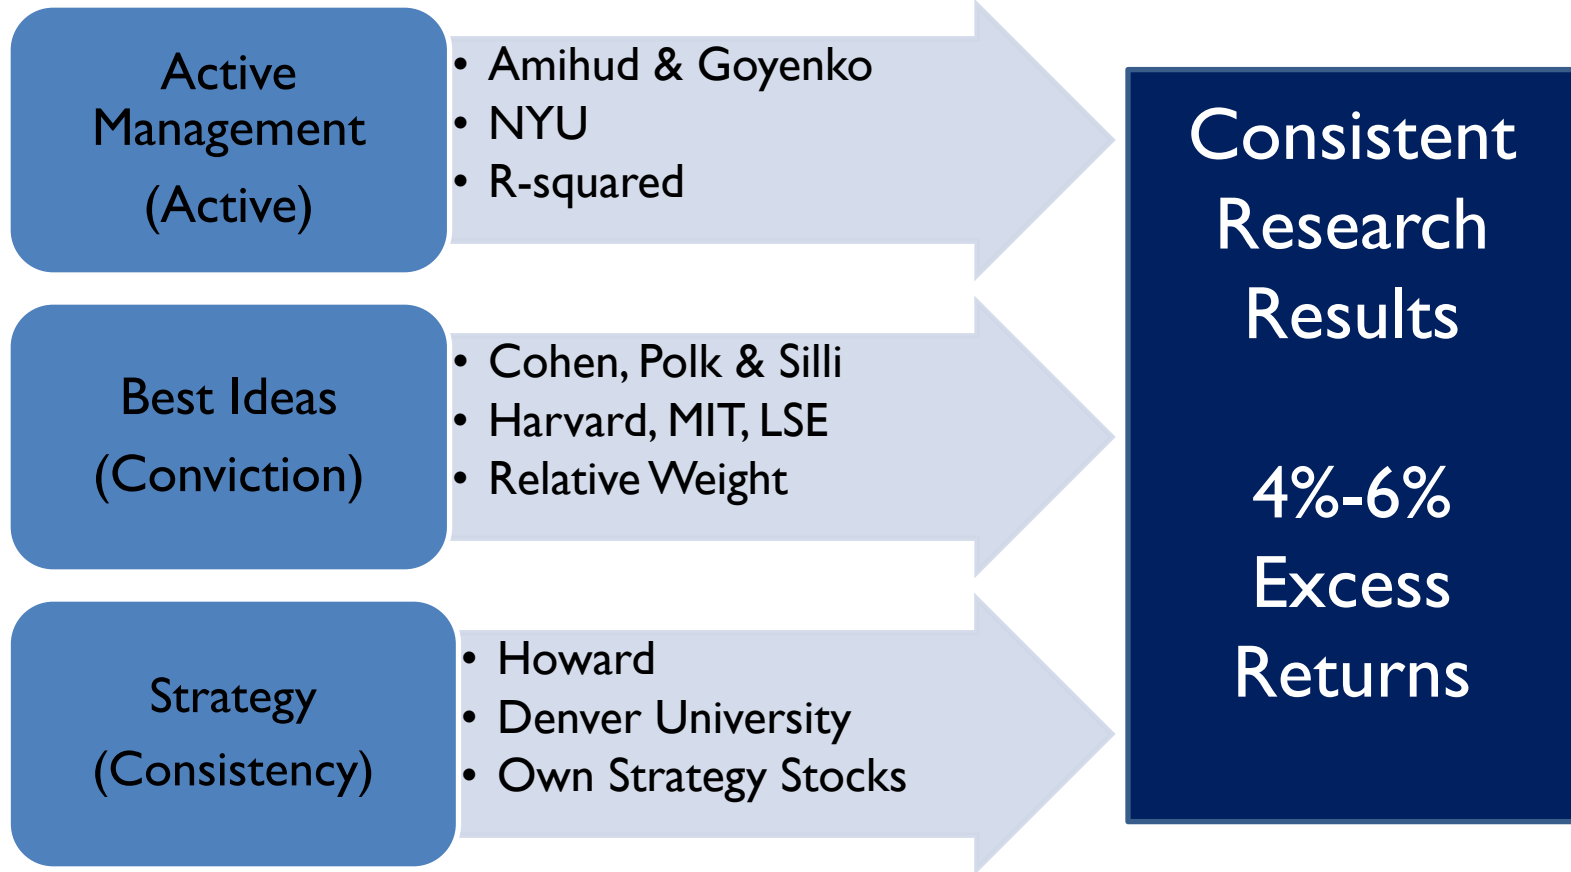 Active
Management
(Active)
• Amihud & Goyenko
• NYU
• R-squared
Best Ideas
(Conviction)
• Cohen, Polk & Silli
• Harvard, MIT, LSE
• Relative Weight
Strategy
(Consistency)
• Howard
• Denver University
• Own Strategy Stocks
Consistent
Research
Results
4%-6%
Excess
Returns